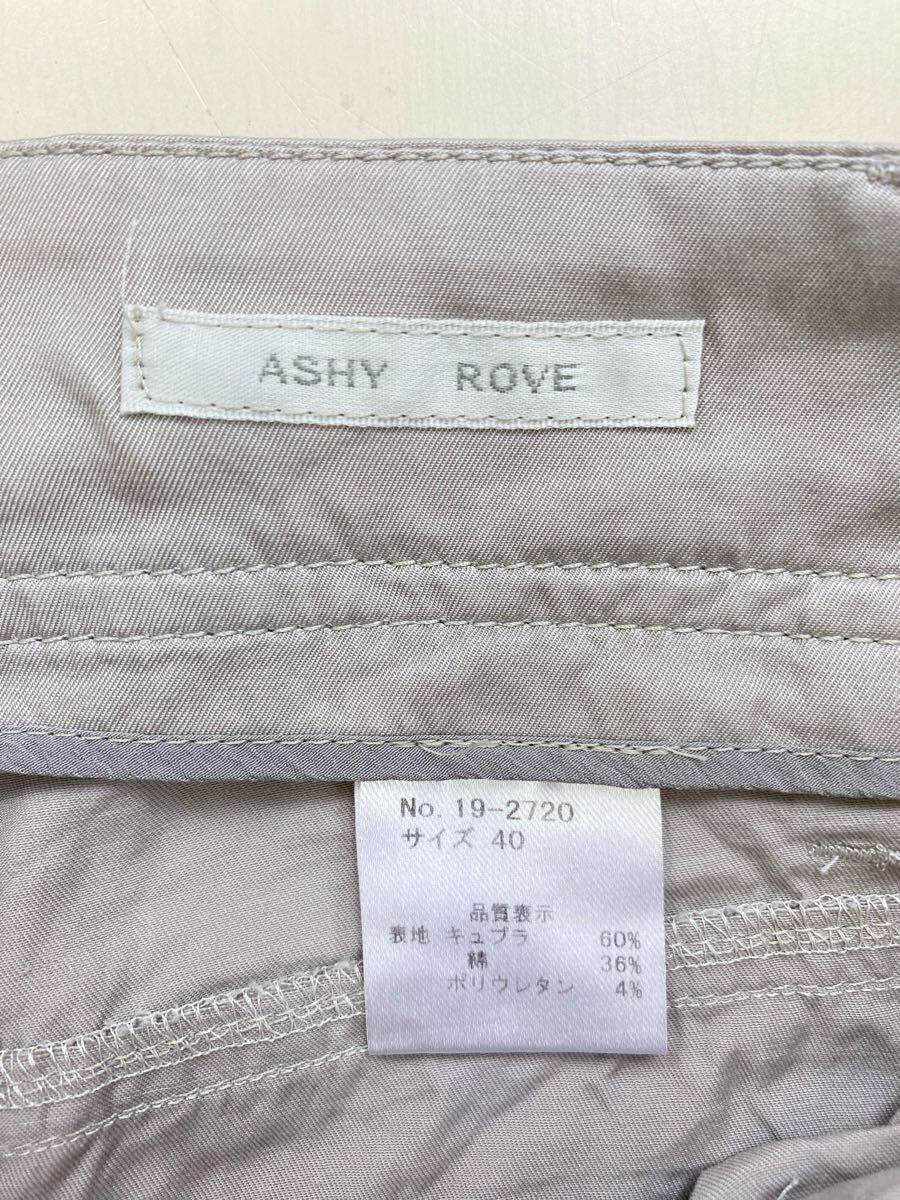 ASHY ROVE
No. 19-2720
サイズ 40
品質表示
表地 キュプラ 60%
綿 36%
ポリウレタン 4%